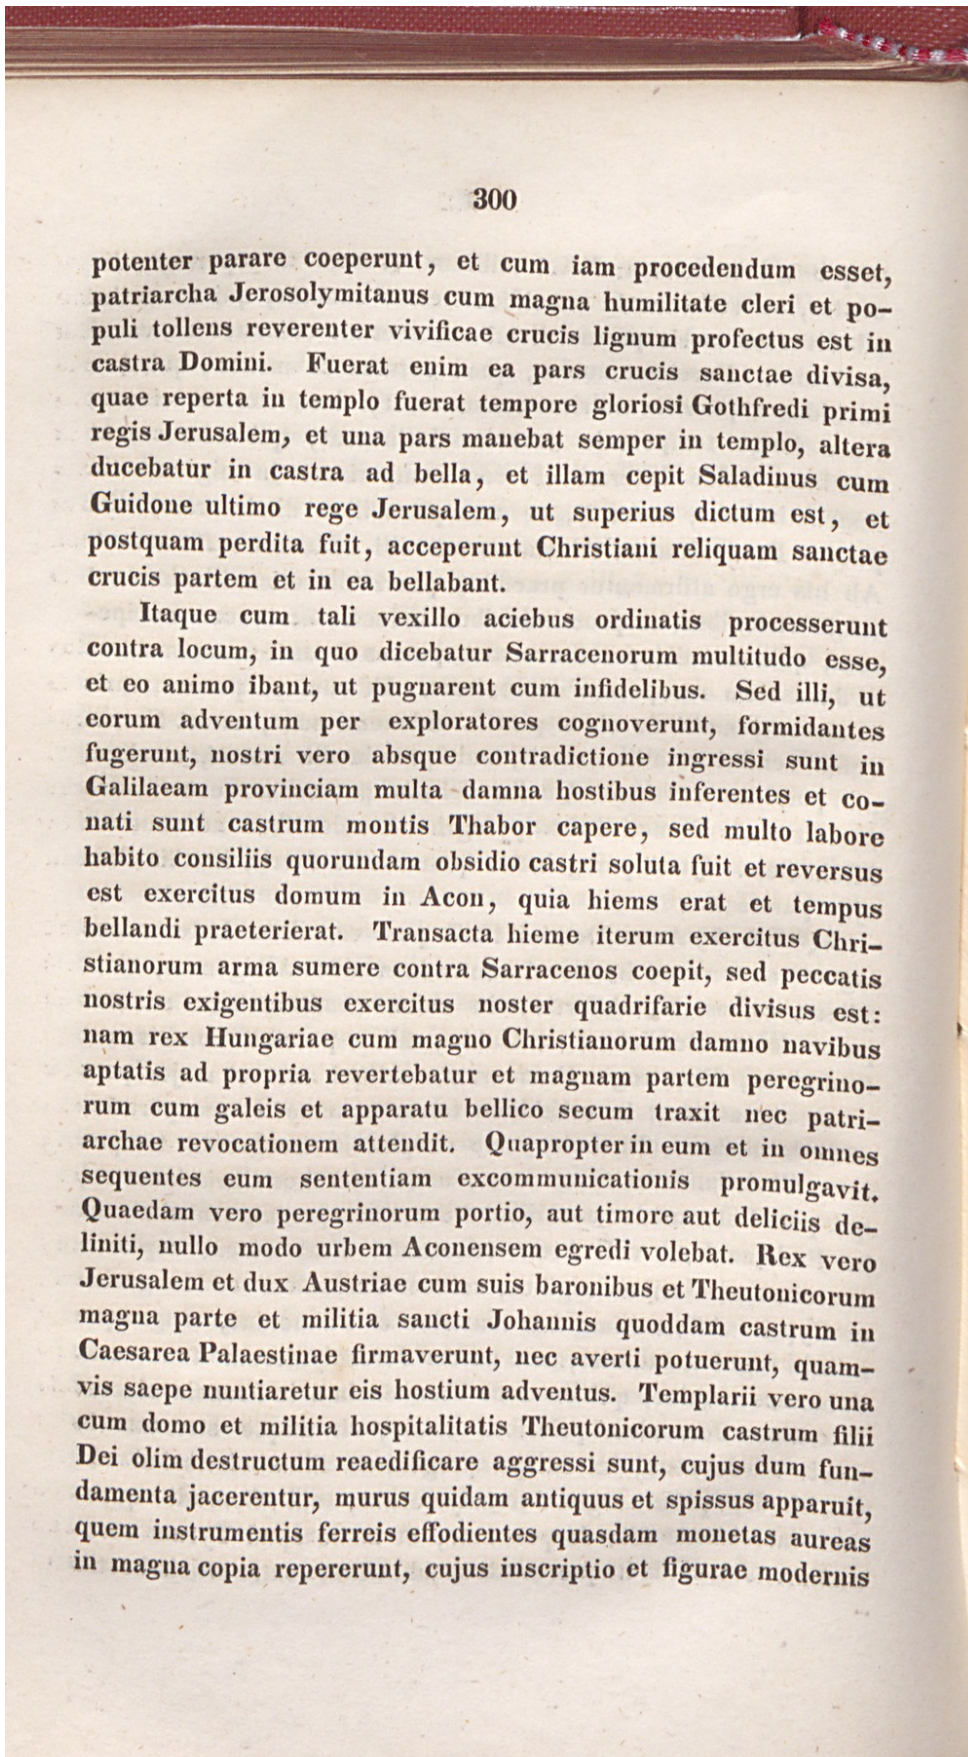 300
potenter parare coeperunt, et cum iam procedendum esset,
patriarcha Jerosolymitanus cum magna humilitate cleri et po-
puli tollens reverenter vivificae crucis lignum profectus est in
castra Domini. Fuerat enim ea pars crucis sanctae divisa,
quae reperta in templo fuerat tempore gloriosi Gothfredi primi
regis Jerusalem, et una pars manebat semper in templo, altera
ducebatur in castra ad bella, et illam cepit Saladinus cum
Guidone ultimo rege Jerusalem, ut superius dictum est, et
postquam perdita fuit, acceperunt Christiani reliquam sanctae
crucis partem et in ea bellabant.
Itaque cum tali vexillo aciebus ordinatis processerunt
contra locum, in quo dicebatur Sarracenorum multitudo esse,
et eo animo ibant, ut pugnarent cum infidelibus. Sed illi, ut
eorum adventum per exploratores cognoverunt, formidantes
fugerunt, nostri vero absque contradictione ingressi sunt in
Galilaeam provinciam multa damna hostibus inferentes et co-
nati sunt castrum montis Thabor capere, sed multo labore
habito consiliis quorundam obsidio castri soluta fuit et reversus
est exercitus domum in Acon, quia hiems erat et tempus
bellandi praeterierat. Transacta hieme iterum exercitus Chri-
stianorum arma sumere contra Sarracenos coepit, sed peccatis
nostris exigentibus exercitus noster quadrifarie divisus est:
nam rex Hungariae cum magno Christianorum damno navibus
aptatis ad propria revertebatur et magnam partem peregrino-
rum cum galeis et apparatu bellico secum traxit nec patri-
archae revocationem attendit. Quapropter in eum et in omnes
sequentes eum sententiam excommunicationis promulgavit.
Quaedam vero peregrinorum portio, aut timore aut deliciis de-
liniti, nullo modo urbem Aconensem egredi volebat. Rex vero
Jerusalem et dux Austriae cum suis baronibus et Theutonicorum
magna parte et militia sancti Johannis quoddam castrum in
Caesarea Palaestinae firmaverunt, nec averti potuerunt, quam-
vis saepe nuntiaretur eis hostium adventus. Templarii vero una
cum domo et militia hospitalitatis Theutonicorum castrum filii
Dei olim destructum reaedificare aggressi sunt, cujus dum fun-
damenta jacerentur, murus quidam antiquus et spissus apparuit,
quem instrumentis ferreis effodientes quasdam monetas aureas
in magna copia repererunt, cujus inscriptio et figurae modernis